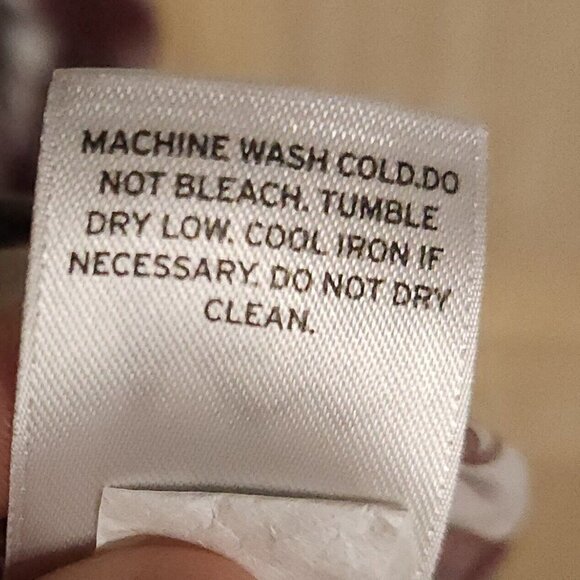 MACHINE WASH COLD.DO
NOT BLEACH. TUMBLE
DRY LOW. COOL IRON IF
NECESSARY. DO NOT DRY
CLEAN.